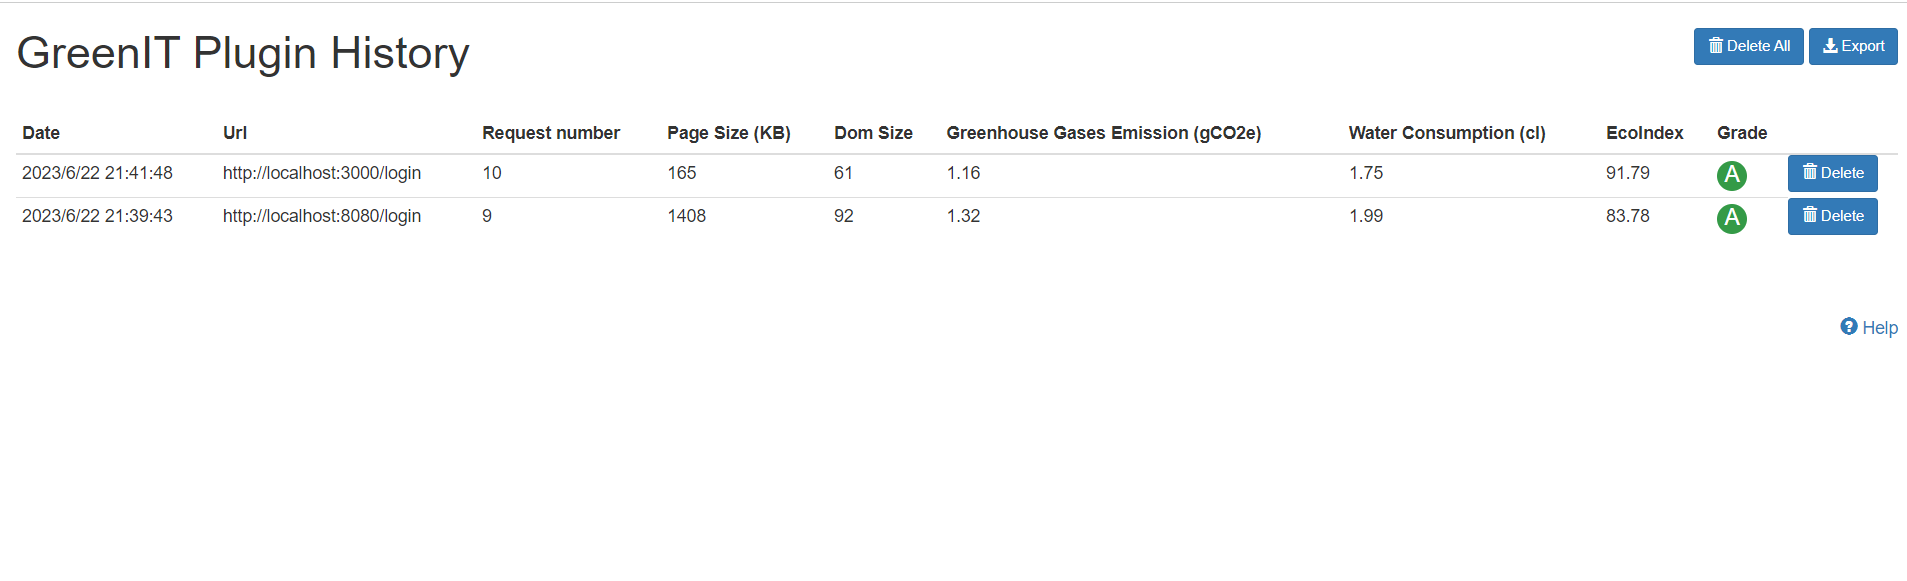 GreenIT Plugin History
Delete All Export
Date Url Request number Page Size (KB) Dom Size Greenhouse Gases Emission (gCO2e) Water Consumption (cl) EcoIndex Grade
2023/6/22 21:41:48 http://localhost:3000/login 10 165 61 1.16 1.75 91.79 A Delete
2023/6/22 21:39:43 http://localhost:8080/login 9 1408 92 1.32 1.99 83.78 A Delete
? Help